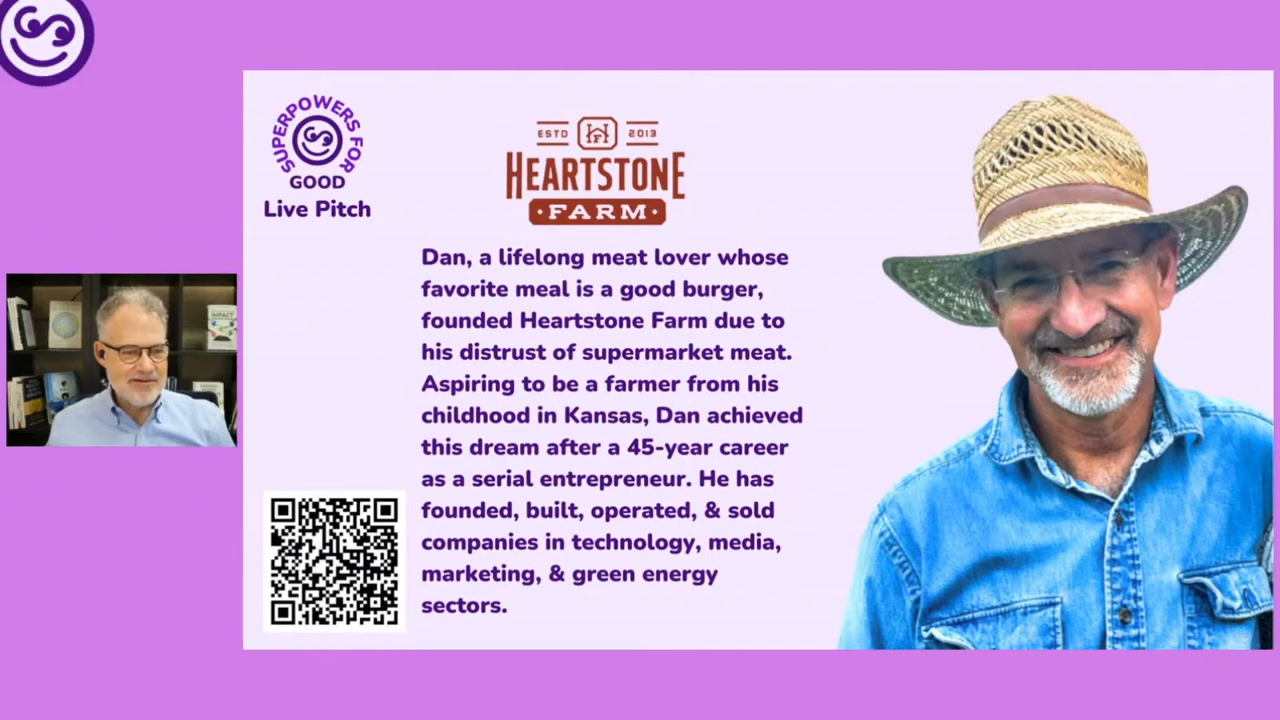 SUPERPOWERS FOR
GOOD
Live Pitch
ESTD
2013
HEARTSTONE
FARM
Dan, a lifelong meat lover whose
favorite meal is a good burger,
founded Heartstone Farm due to
his distrust of supermarket meat.
Aspiring to be a farmer from his
childhood in Kansas, Dan achieved
this dream after a 45-year career
as a serial entrepreneur. He has
founded, built, operated, & sold
companies in technology, media,
marketing, & green energy
sectors.
IMPACT